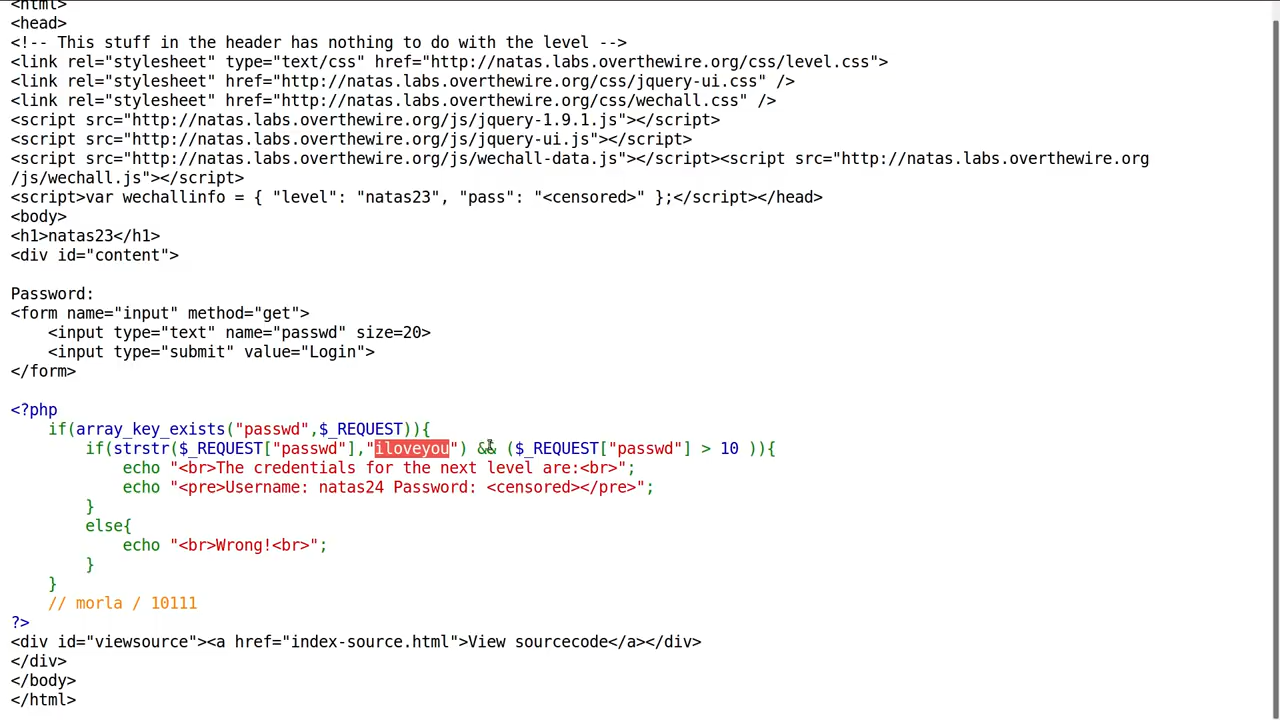 <html>
<head>
<!-- This stuff in the header has nothing to do with the level -->
<link rel="stylesheet" type="text/css" href="http://natas.labs.overthewire.org/css/level.css">
<link rel="stylesheet" href="http://natas.labs.overthewire.org/css/jquery-ui.css" />
<link rel="stylesheet" href="http://natas.labs.overthewire.org/css/wechall.css" />
<script src="http://natas.labs.overthewire.org/js/jquery-1.9.1.js"></script>
<script src="http://natas.labs.overthewire.org/js/jquery-ui.js"></script>
<script src="http://natas.labs.overthewire.org/js/wechall-data.js"></script><script src="http://natas.labs.overthewire.org
/js/wechall.js"></script>
<script>var wechallinfo = { "level": "natas23", "pass": "<censored>" };</script></head>
<body>
<h1>natas23</h1>
<div id="content">

Password:
<form name="input" method="get">
    <input type="text" name="passwd" size=20>
    <input type="submit" value="Login">
</form>

<?php
    if(array_key_exists("passwd",$_REQUEST)){
        if(strstr($_REQUEST["passwd"],"iloveyou") && ($_REQUEST["passwd"] > 10 )){
            echo "<br>The credentials for the next level are:<br>";
            echo "<pre>Username: natas24 Password: <censored></pre>";
        }
        else{
            echo "<br>Wrong!<br>";
        }
    }
    // morla / 10111
?>
<div id="viewsource"><a href="index-source.html">View sourcecode</a></div>
</div>
</body>
</html>